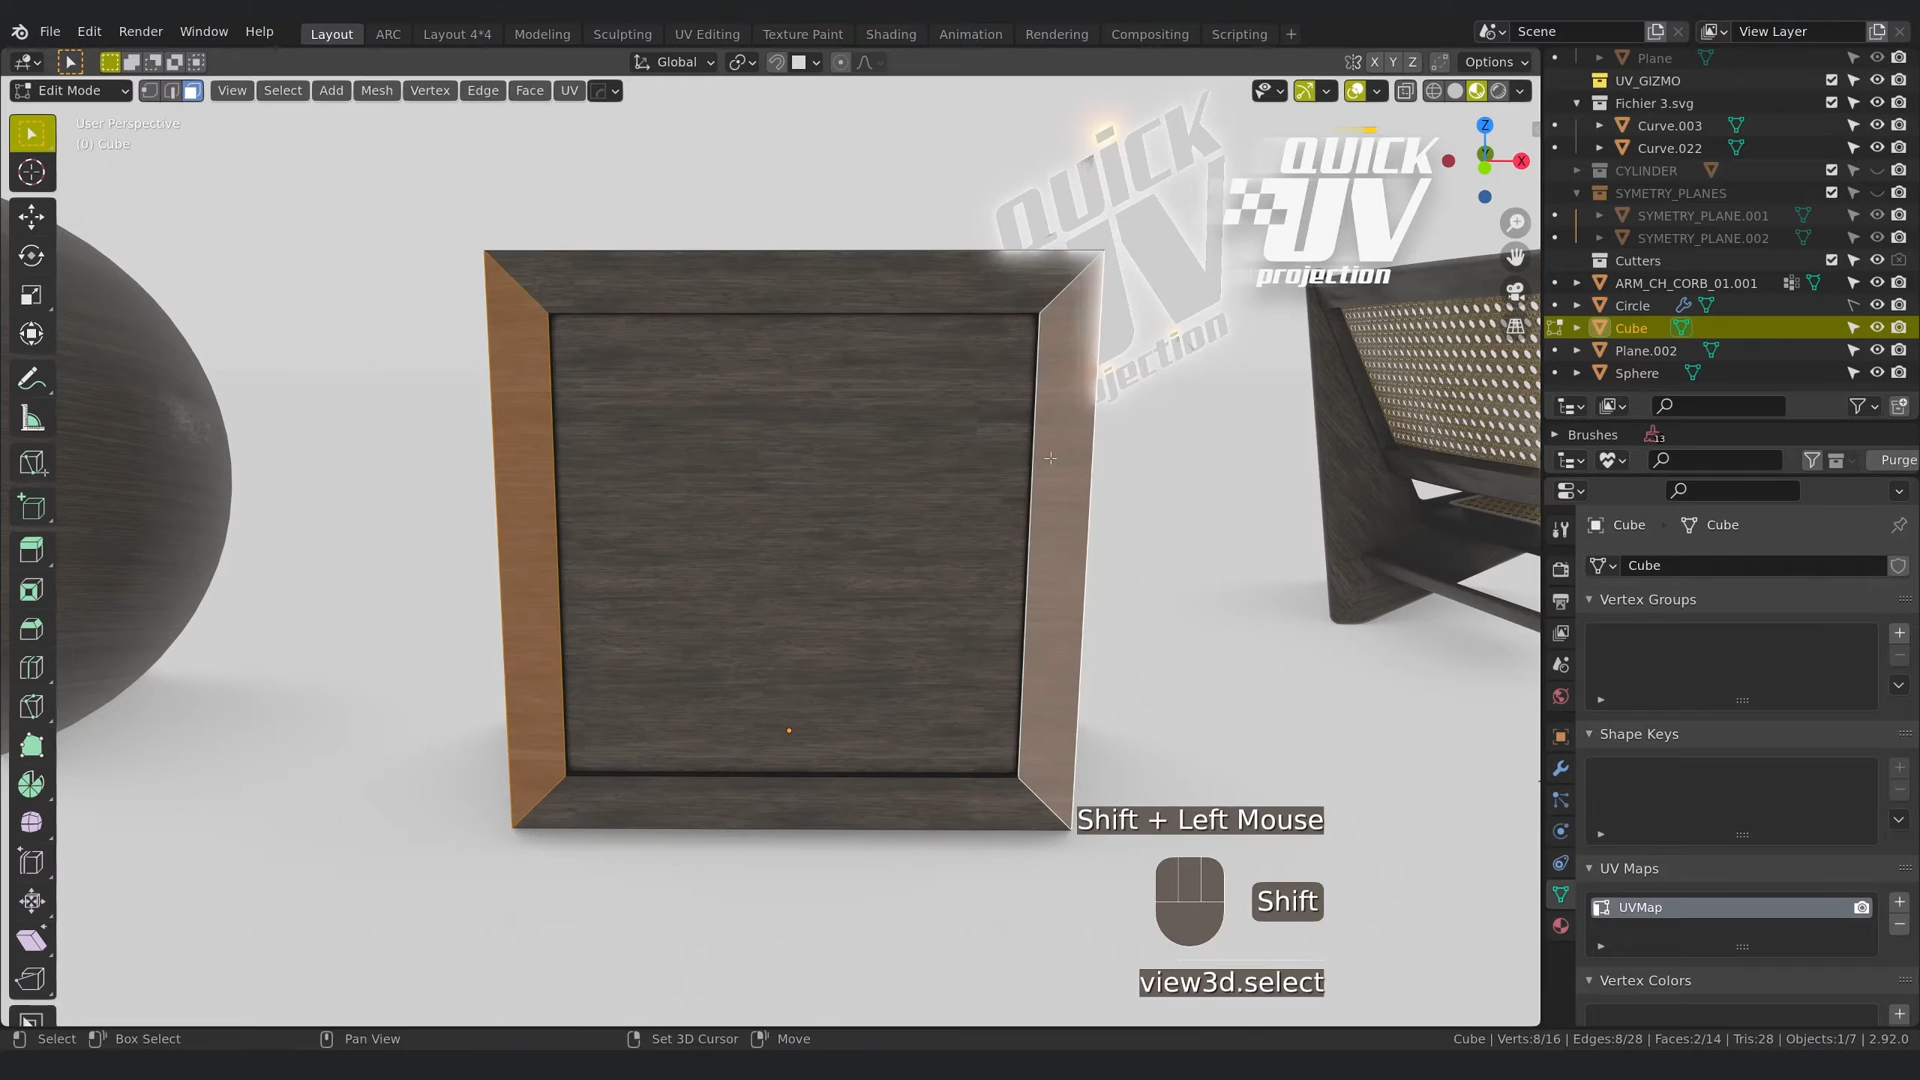 File Edit Render Window Help Layout ARC Layout 4*4 Modeling Sculpting UV Editing Texture Paint Shading Animation Rendering Compositing Scripting + Scene View Layer
Global X Y Z Options
Edit Mode View Select Add Mesh Vertex Edge Face UV
User Perspective
(0) Cube
QUICK
UV
projection
QUICK
UV
jection
Z
X
Plane
UV_GIZMO
Fichier 3.svg
Curve.003
Curve.022
CYLINDER
SYMETRY_PLANES
SYMETRY_PLANE.001
SYMETRY_PLANE.002
Cutters
ARM_CH_CORB_01.001
Circle
Cube
Plane.002
Sphere
Brushes 13
Purge
Cube Cube
Cube
Vertex Groups
Shape Keys
UV Maps
UVMap
Vertex Colors
Shift + Left Mouse
Shift
view3d.select
Select Box Select Pan View Set 3D Cursor Move Cube | Verts:8/16 | Edges:8/28 | Faces:2/14 | Tris:28 | Objects:1/7 | 2.92.0